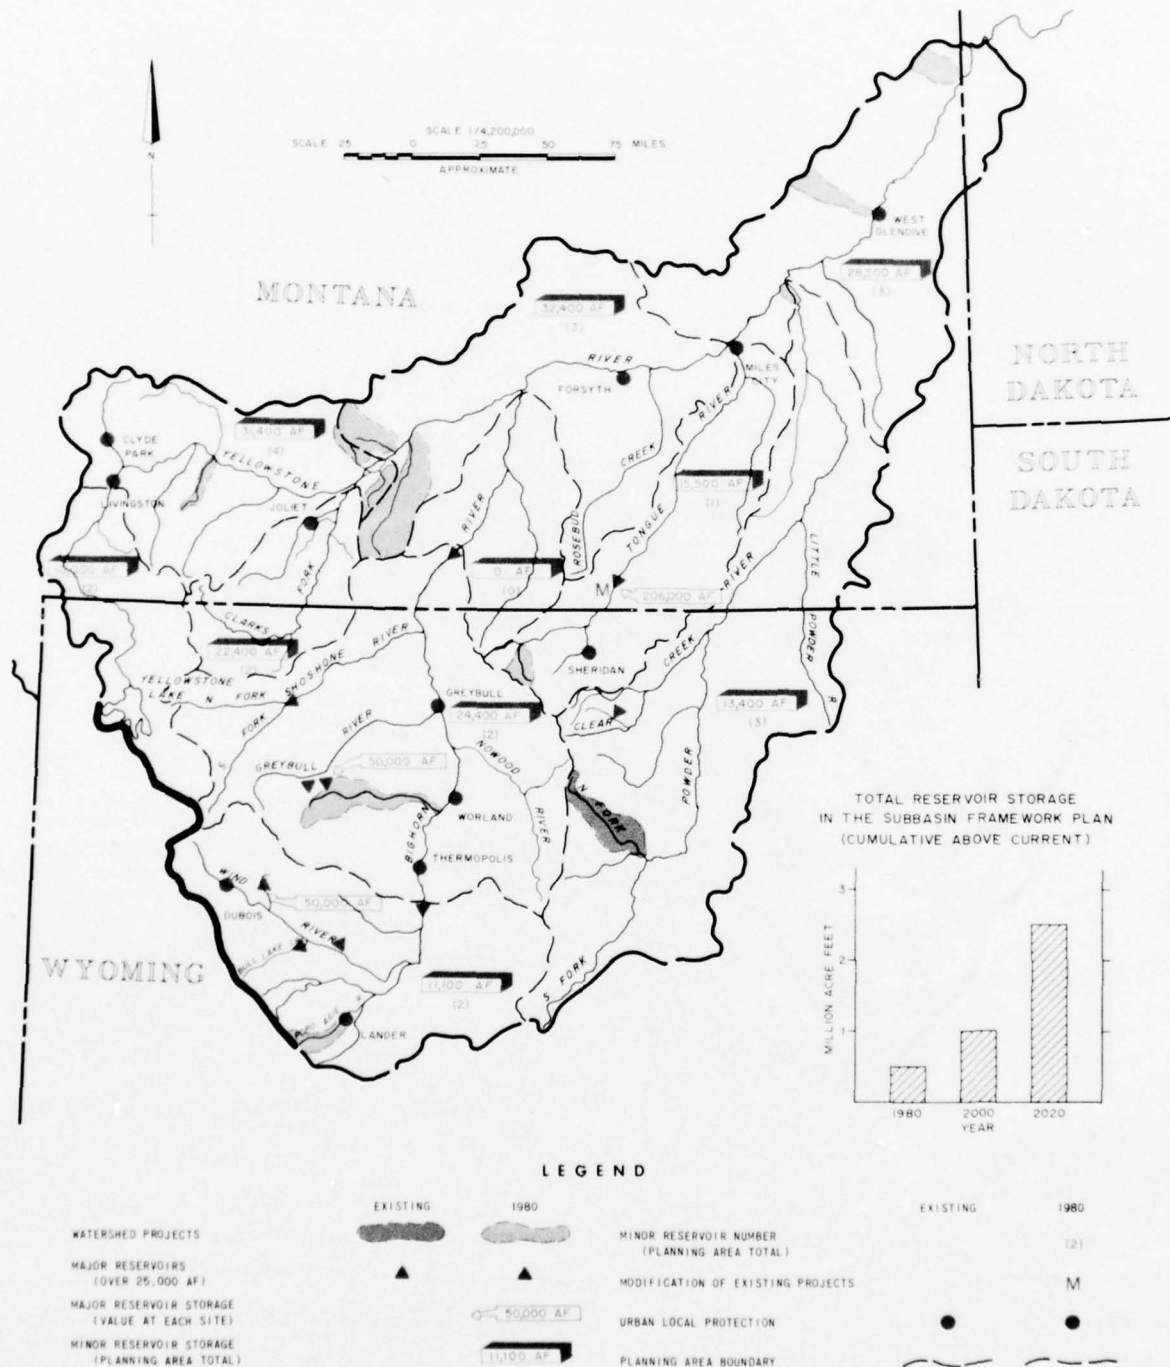 SCALE 1/4,200,000
SCALE 25 0 25 50 75 MILES
APPROXIMATE
N
MONTANA
WEST
GLENDIVE
28,500 AF
(3)
32,400 AF
(3)
NORTH
DAKOTA
SOUTH
DAKOTA
RIVER
FORSYTH
MILES
CITY
RIVER
CLYDE
PARK
31,400 AF
(4)
YELLOWSTONE
LIVINGSTON
JOLIET
CREEK
15,500 AF
(1)
RIVER
ROSEBUD
TONGUE
FORK
0 AF
(0)
(2)
M
206,000 AF
RIVER
LITTLE
POWDER
R
CLARKS
22,400 AF
(2)
SHERIDAN
CREEK
CLEAR
YELLOWSTONE
LAKE
N FORK
SHOSHONE
RIVER
S FORK
GREYBULL
24,400 AF
(2)
13,400 AF
(3)
RIVER
GREYBULL
50,000 AF
NOWOOD
RIVER
N FORK
POWDER
WORLAND
BIGHORN
THERMOPOLIS
WIND
DUBOIS
50,000 AF
RIVER
BULL LAKE
WYOMING
11,100 AF
(2)
S FORK
LANDER
TOTAL RESERVOIR STORAGE
IN THE SUBBASIN FRAMEWORK PLAN
(CUMULATIVE ABOVE CURRENT)
MILLION ACRE FEET
3
2
1
1980 2000 2020
YEAR
LEGEND
EXISTING 1980
WATERSHED PROJECTS
MAJOR RESERVOIRS
(OVER 25,000 AF)
MAJOR RESERVOIR STORAGE
(VALUE AT EACH SITE)
50,000 AF
MINOR RESERVOIR STORAGE
(PLANNING AREA TOTAL)
11,100 AF
EXISTING 1980
MINOR RESERVOIR NUMBER
(PLANNING AREA TOTAL)
(2)
MODIFICATION OF EXISTING PROJECTS
M
URBAN LOCAL PROTECTION
PLANNING AREA BOUNDARY